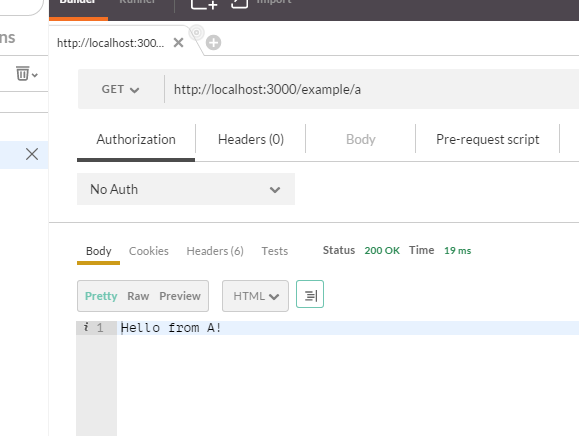 Builder Runner Import
ns
http://localhost:300...
GET http://localhost:3000/example/a
Authorization Headers (0) Body Pre-request script
No Auth
Body Cookies Headers (6) Tests Status 200 OK Time 19 ms
Pretty Raw Preview HTML
i 1 Hello from A!